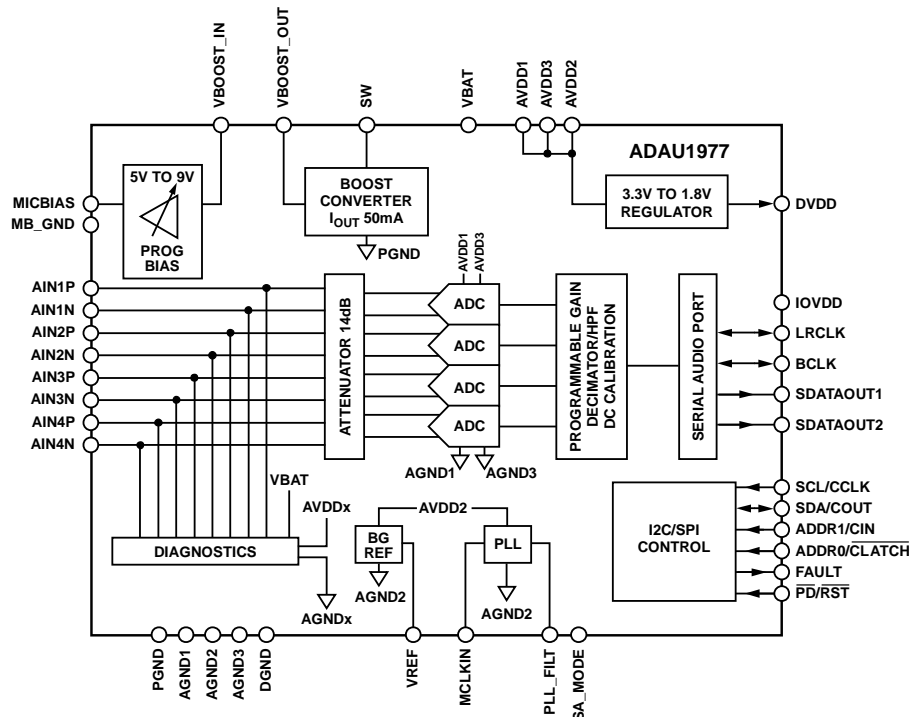 VBOOST_IN
VBOOST_OUT
SW
VBAT
AVDD1
AVDD3
AVDD2
ADAU1977
5V TO 9V
PROG
BIAS
BOOST
CONVERTER
IOUT 50mA
PGND
3.3V TO 1.8V
REGULATOR
MICBIAS
MB_GND
DVDD
AIN1P
AIN1N
AIN2P
AIN2N
AIN3P
AIN3N
AIN4P
AIN4N
ATTENUATOR 14dB
AVDD1
AVDD3
ADC
ADC
ADC
ADC
AGND1
AGND3
PROGRAMMABLE GAIN
DECIMATOR/HPF
DC CALIBRATION
SERIAL AUDIO PORT
IOVDD
LRCLK
BCLK
SDATAOUT1
SDATAOUT2
VBAT
AVDDx
DIAGNOSTICS
AGNDx
AVDD2
BG
REF
AGND2
PLL
AGND2
I2C/SPI
CONTROL
SCL/CCLK
SDA/COUT
ADDR1/CIN
ADDR0/CLATCH
FAULT
PD/RST
PGND
AGND1
AGND2
AGND3
DGND
VREF
MCLKIN
PLL_FILT
SA_MODE